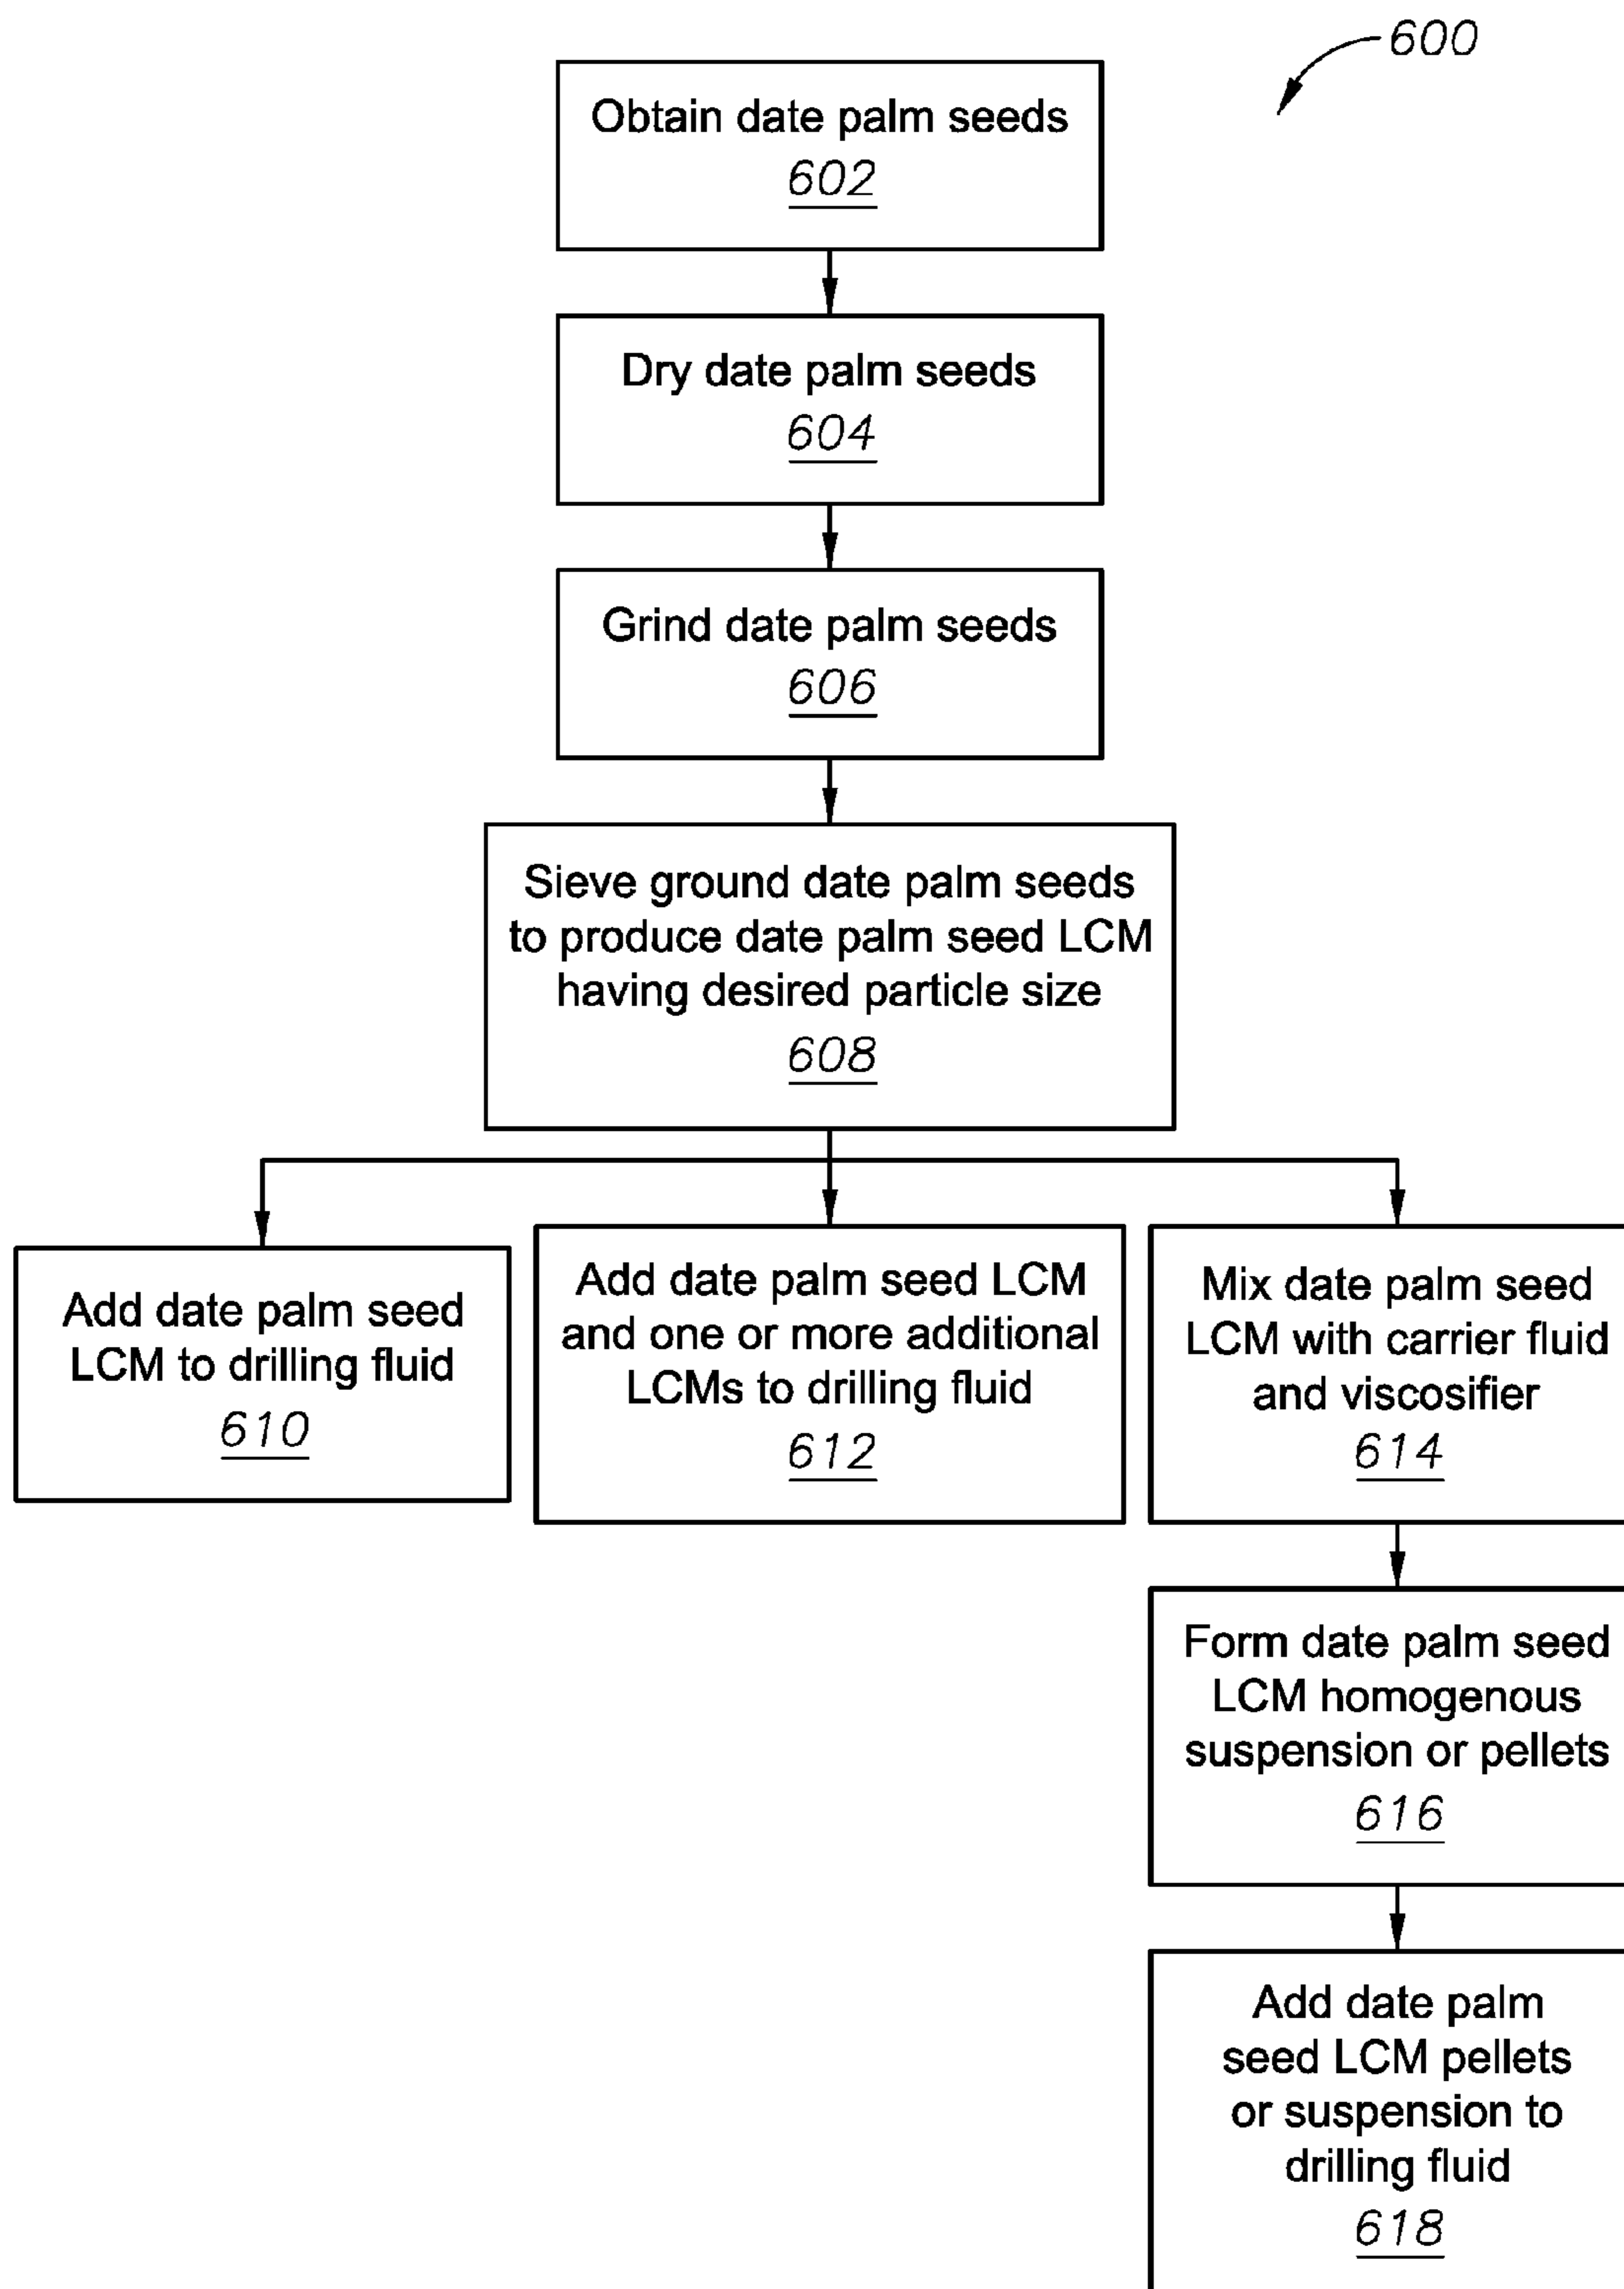 600
Obtain date palm seeds
602
Dry date palm seeds
604
Grind date palm seeds
606
Sieve ground date palm seeds
to produce date palm seed LCM
having desired particle size
608
Add date palm seed
LCM to drilling fluid
610
Add date palm seed LCM
and one or more additional
LCMs to drilling fluid
612
Mix date palm seed
LCM with carrier fluid
and viscosifier
614
Form date palm seed
LCM homogenous
suspension or pellets
616
Add date palm
seed LCM pellets
or suspension to
drilling fluid
618